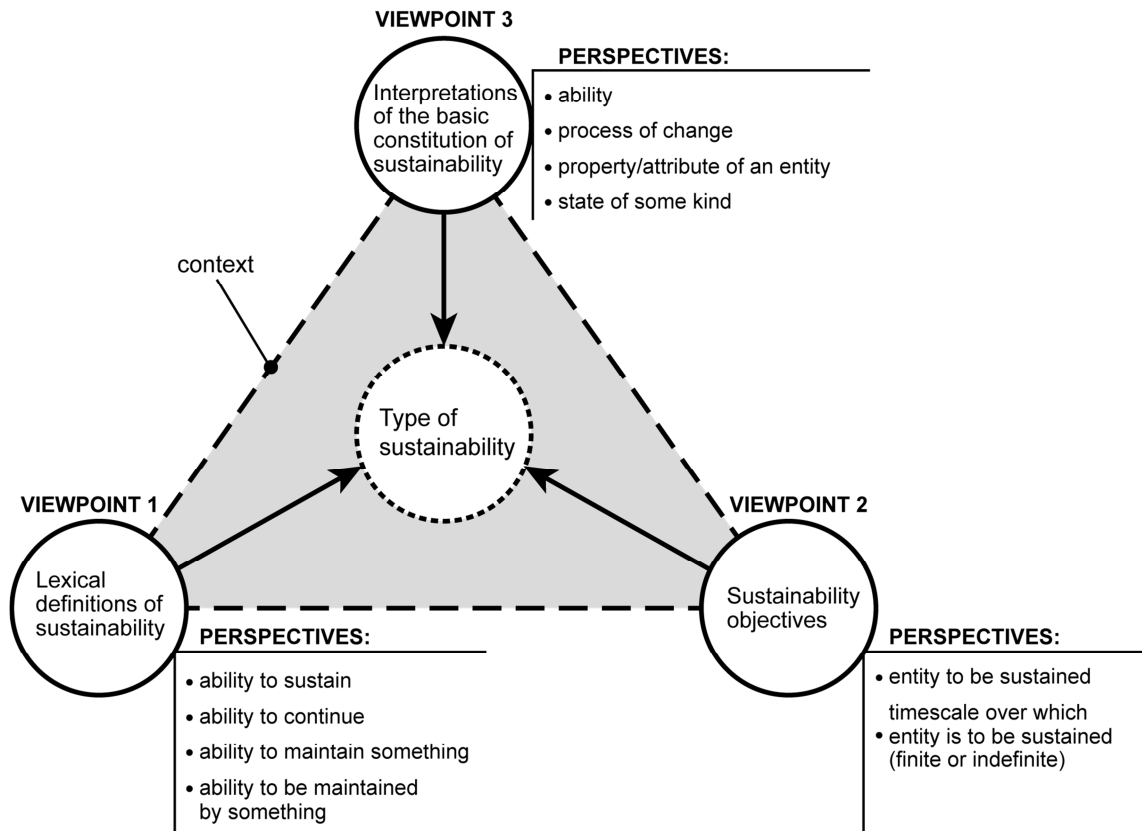 VIEWPOINT 3
Interpretations
of the basic
constitution of
sustainability
PERSPECTIVES:
• ability
• process of change
• property/attribute of an entity
• state of some kind
context
Type of
sustainability
VIEWPOINT 1
Lexical
definitions of
sustainability
PERSPECTIVES:
• ability to sustain
• ability to continue
• ability to maintain something
• ability to be maintained
by something
VIEWPOINT 2
Sustainability
objectives
PERSPECTIVES:
• entity to be sustained
timescale over which
• entity is to be sustained
(finite or indefinite)